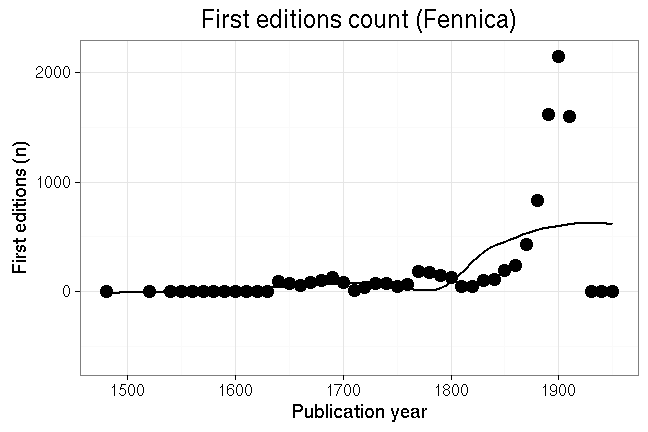 First editions count (Fennica)
First editions (n)
2000
1000
0
1500
1600
1700
1800
1900
Publication year